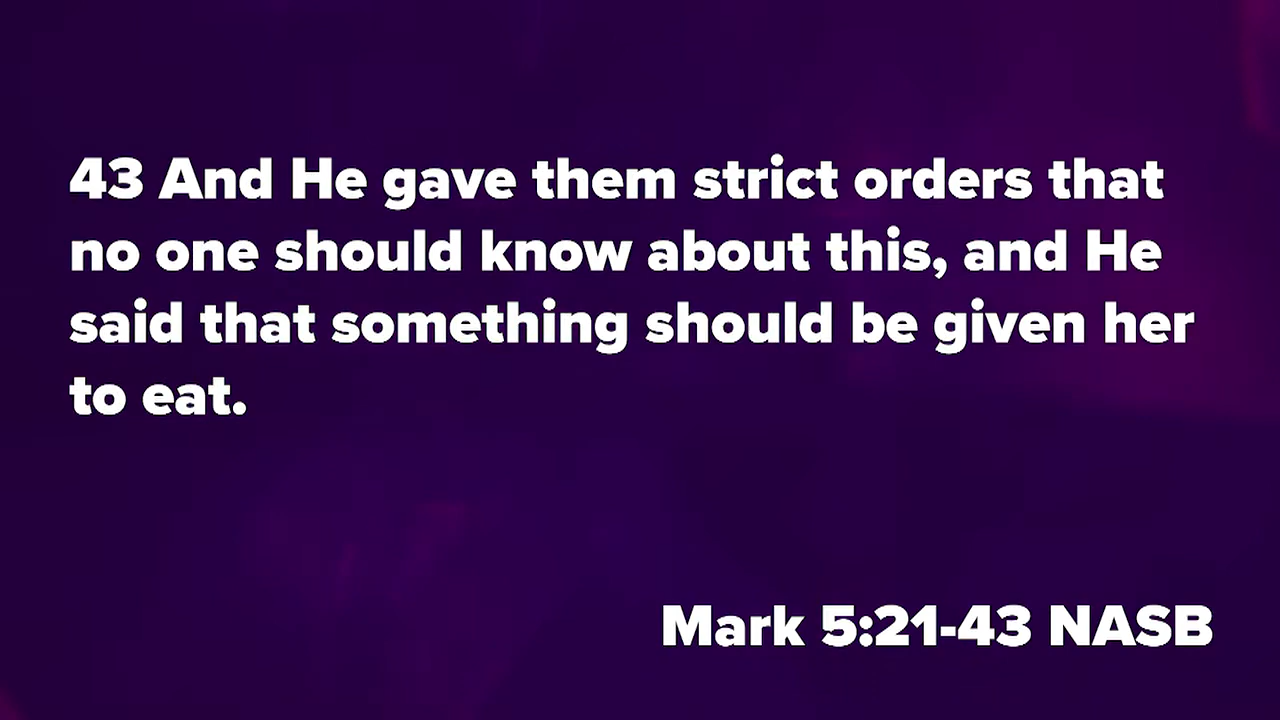 43 And He gave them strict orders that
no one should know about this, and He
said that something should be given her
to eat.
Mark 5:21-43 NASB